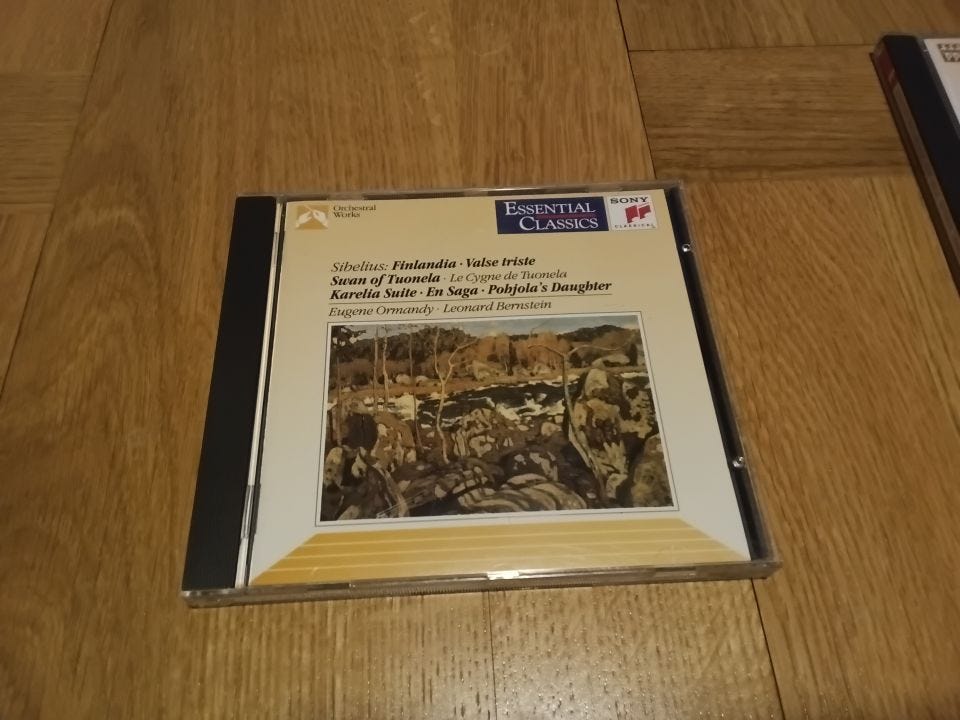 Orchestral
Works
ESSENTIAL
CLASSICS
SONY
CLASSICAL
Sibelius: Finlandia · Valse triste
Swan of Tuonela · Le Cygne de Tuonela
Karelia Suite · En Saga · Pohjola's Daughter
Eugene Ormandy · Leonard Bernstein